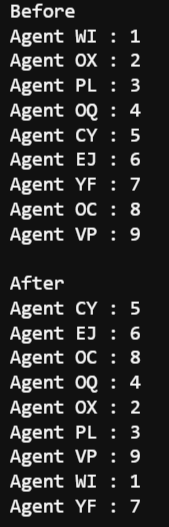 Before
Agent WI : 1
Agent OX : 2
Agent PL : 3
Agent OQ : 4
Agent CY : 5
Agent EJ : 6
Agent YF : 7
Agent OC : 8
Agent VP : 9

After
Agent CY : 5
Agent EJ : 6
Agent OC : 8
Agent OQ : 4
Agent OX : 2
Agent PL : 3
Agent VP : 9
Agent WI : 1
Agent YF : 7